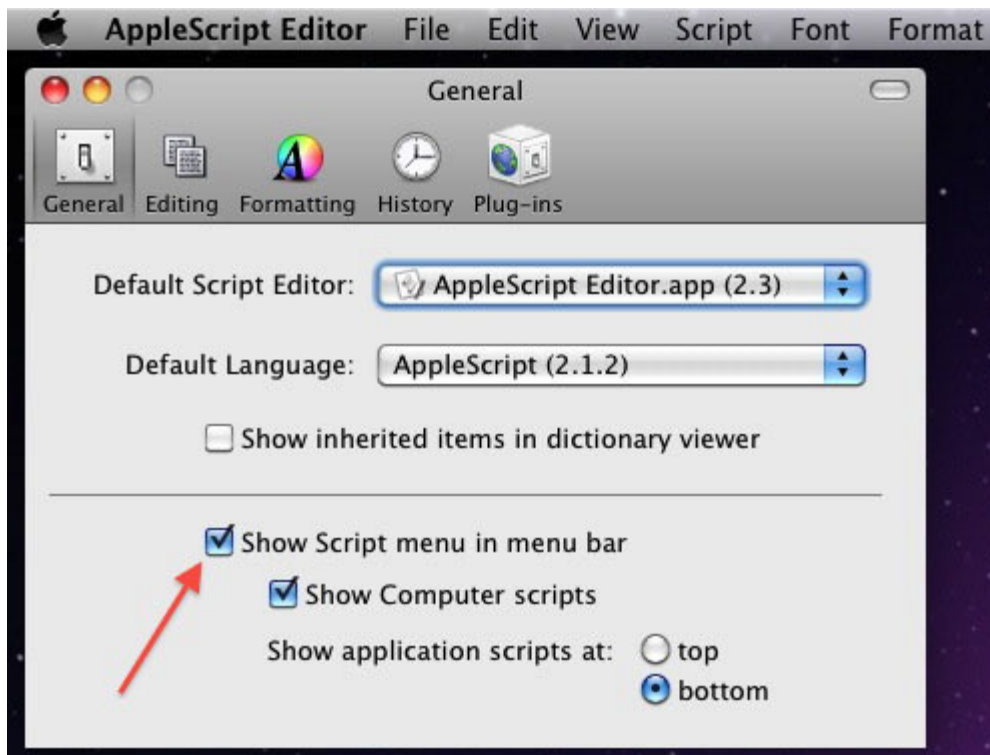 AppleScript Editor File Edit View Script Font Format
General
General Editing Formatting History Plug-ins
Default Script Editor: AppleScript Editor.app (2.3)
Default Language: AppleScript (2.1.2)
Show inherited items in dictionary viewer
Show Script menu in menu bar
Show Computer scripts
Show application scripts at: top
bottom